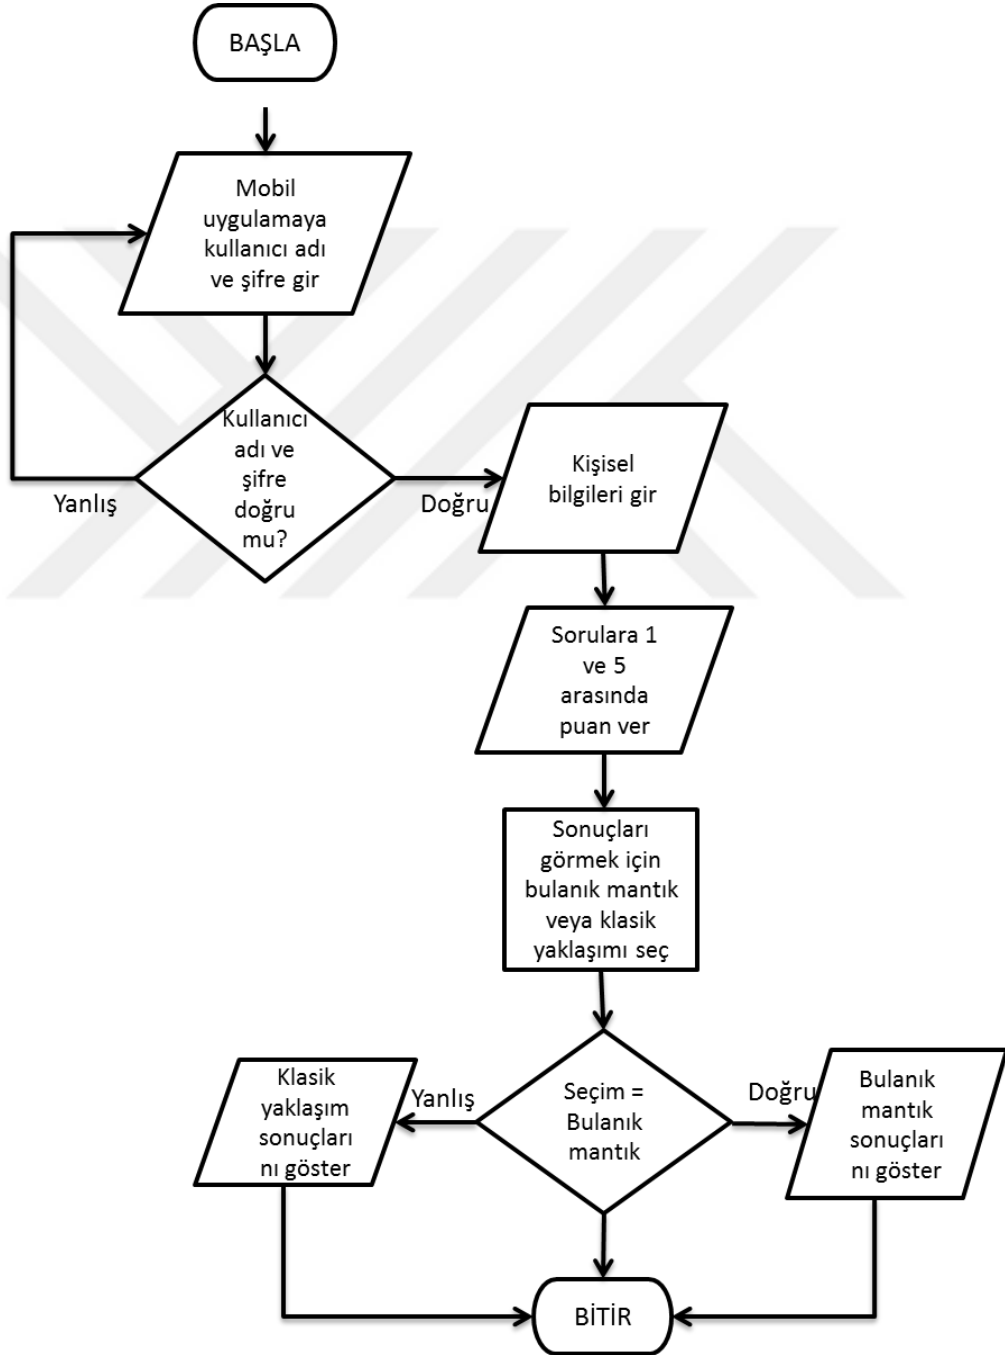 BAŞLA
Mobil
uygulamaya
kullanıcı adı
ve şifre gir
Kullanıcı
adı ve
şifre
doğru
mu?
Yanlış
Doğru
Kişisel
bilgileri gir
Sorulara 1
ve 5
arasında
puan ver
Sonuçları
görmek için
bulanık mantık
veya klasik
yaklaşımı seç
Seçim =
Bulanık
mantık
Yanlış
Doğru
Klasik
yaklaşım
sonuçları
nı göster
Bulanık
mantık
sonuçları
nı göster
BİTİR